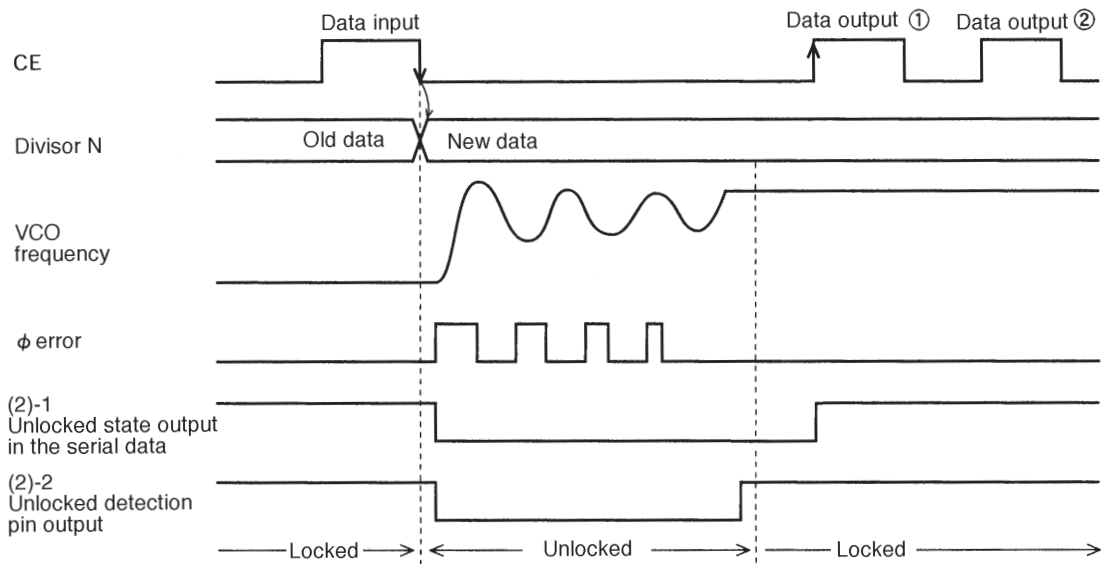 Data input
Data output ①
Data output ②
CE
Divisor N
Old data
New data
VCO
frequency
ϕ error
(2)-1
Unlocked state output
in the serial data
(2)-2
Unlocked detection
pin output
Locked
Unlocked
Locked